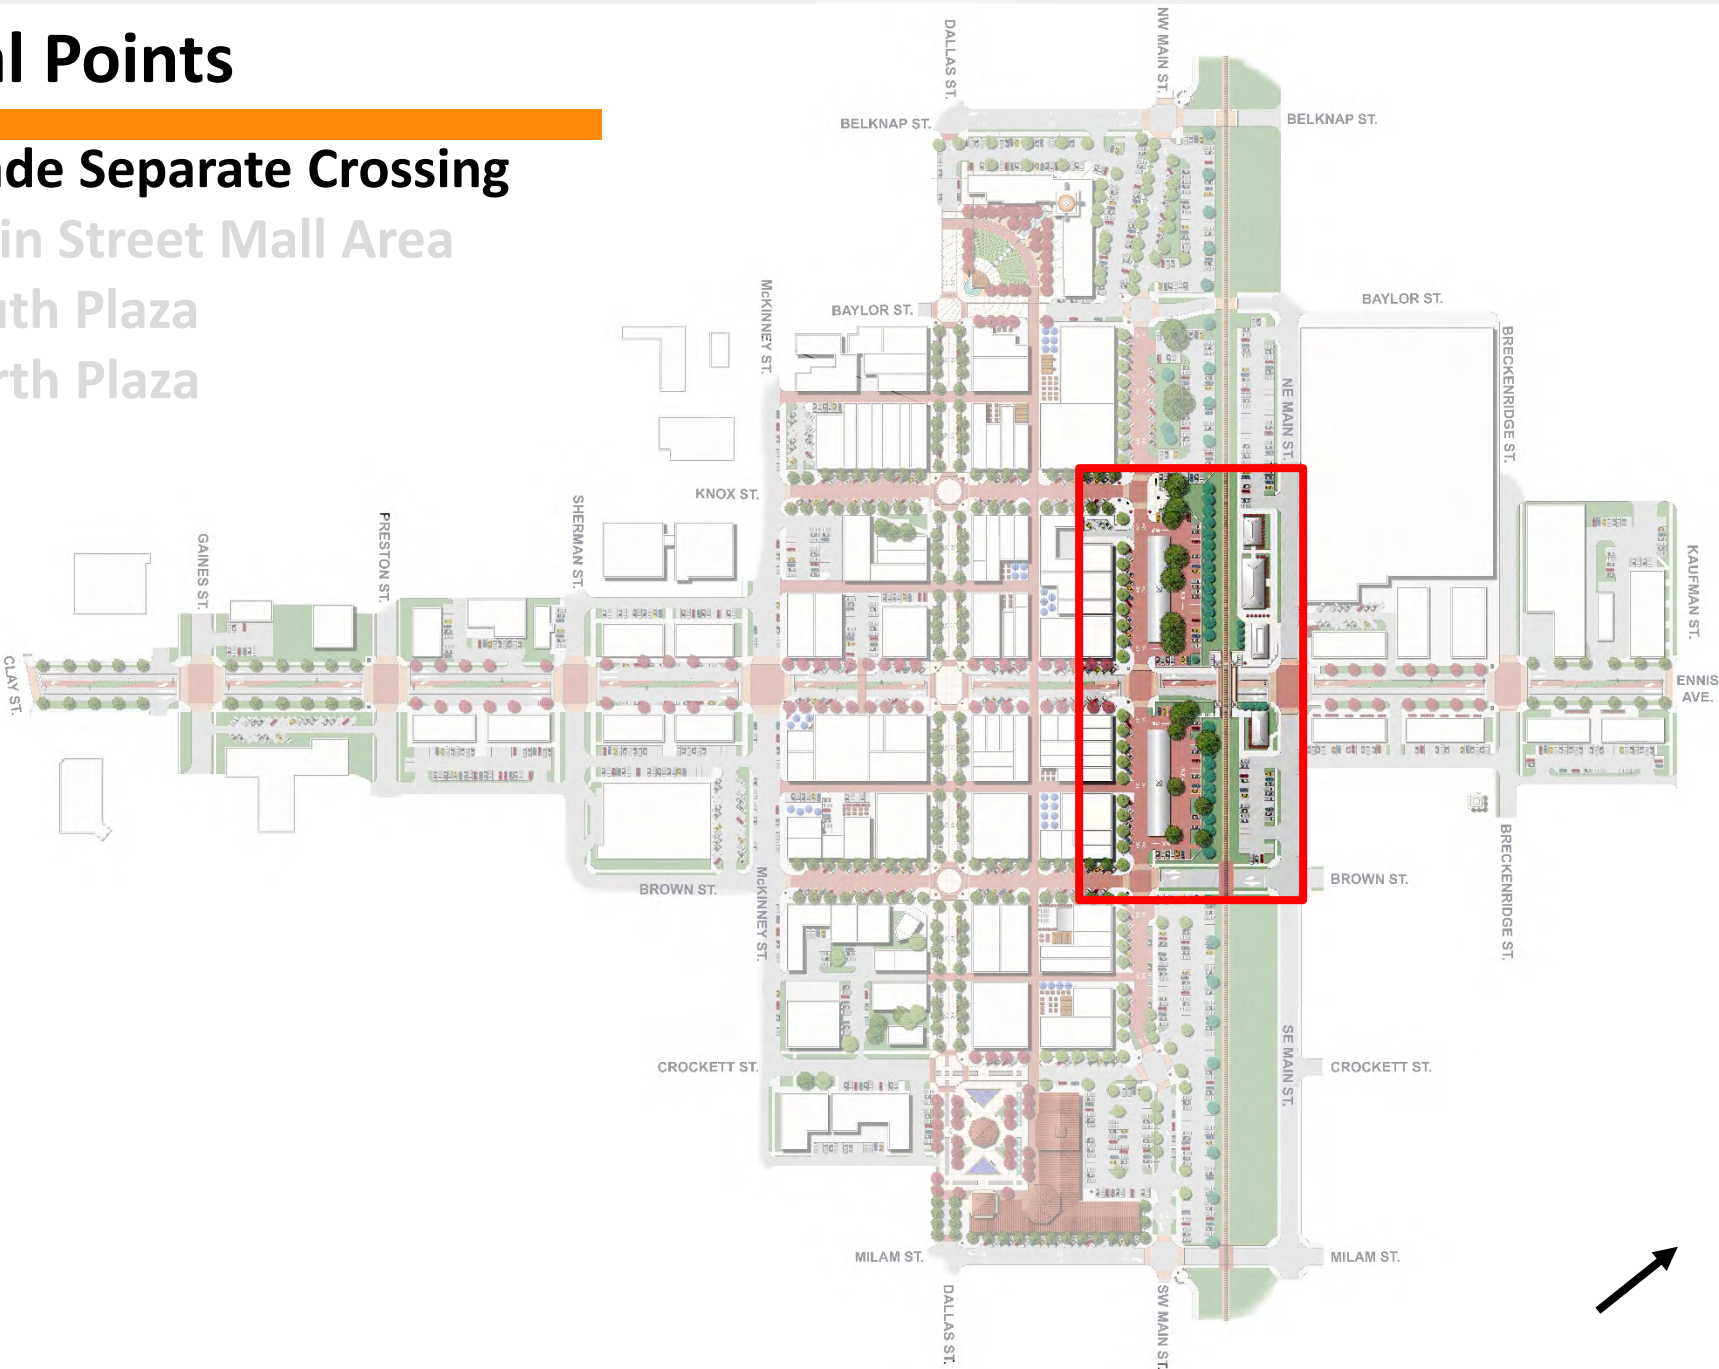 al Points
ade Separate Crossing
in Street Mall Area
uth Plaza
rth Plaza
DALLAS ST.
NW MAIN ST.
BELKNAP ST.
BELKNAP ST.
McKINNEY ST.
BAYLOR ST.
BAYLOR ST.
BRECKENRIDGE ST.
NE MAIN ST.
KNOX ST.
SHERMAN ST.
PRESTON ST.
GAINES ST.
KAUFMAN ST.
CLAY ST.
ENNIS
AVE.
BROWN ST.
BROWN ST.
McKINNEY ST.
BRECKENRIDGE ST.
CROCKETT ST.
SE MAIN ST.
CROCKETT ST.
MILAM ST.
MILAM ST.
DALLAS ST.
SW MAIN ST.